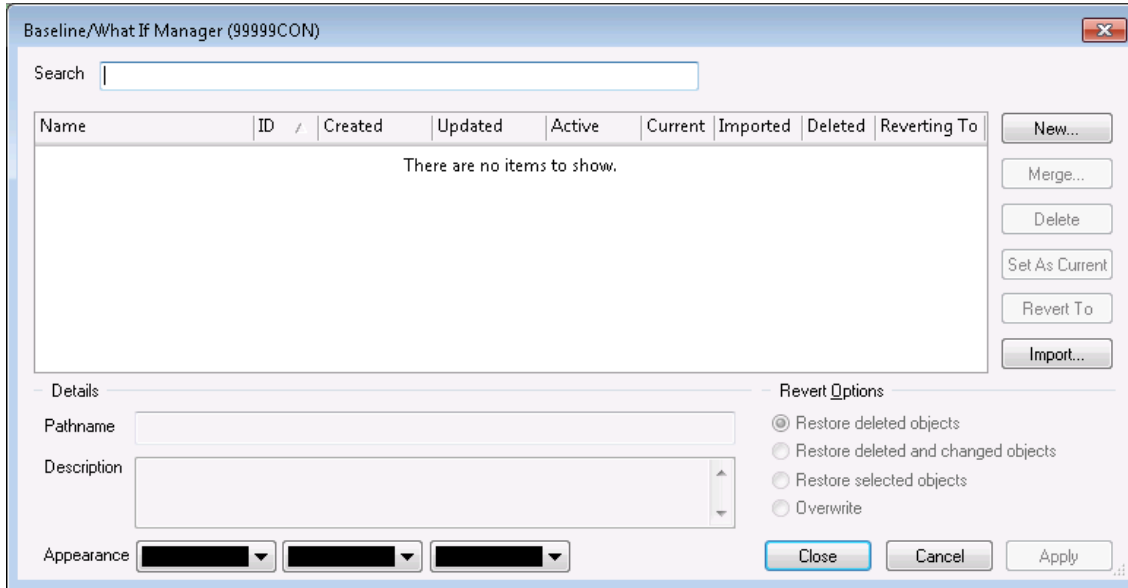 Baseline/What If Manager (99999CON)
Search
Name ID Created Updated Active Current Imported Deleted Reverting To
There are no items to show.
New...
Merge...
Delete
Set As Current
Revert To
Import...
Details
Pathname
Description
Appearance
Revert Options
Restore deleted objects
Restore deleted and changed objects
Restore selected objects
Overwrite
Close Cancel Apply